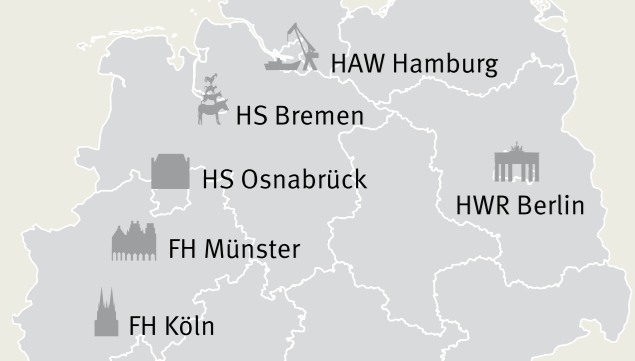 HAW Hamburg
HS Bremen
HS Osnabrück
HWR Berlin
FH Münster
FH Köln